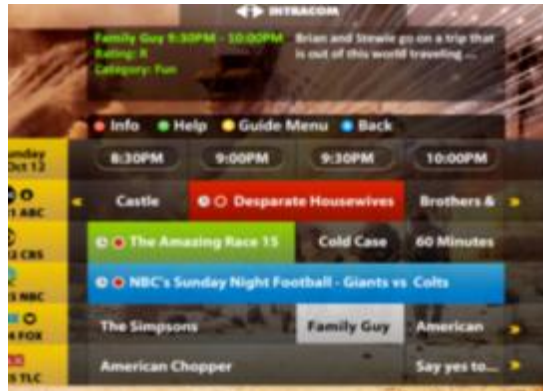 INTRACOM
Family Guy 9:30PM - 10:00PM
Rating: R
Category: Fun
Brian and Stewie go on a trip that
is out of this world traveling ...
Info Help Guide Menu Back
Sunday
Oct 12
8:30PM 9:00PM 9:30PM 10:00PM
ABC
« Castle Desparate Housewives Brothers & »
CBS
The Amazing Race 15 Cold Case 60 Minutes
NBC
NBC's Sunday Night Football - Giants vs Colts
FOX
The Simpsons Family Guy American »
TLC
American Chopper Say yes to... »